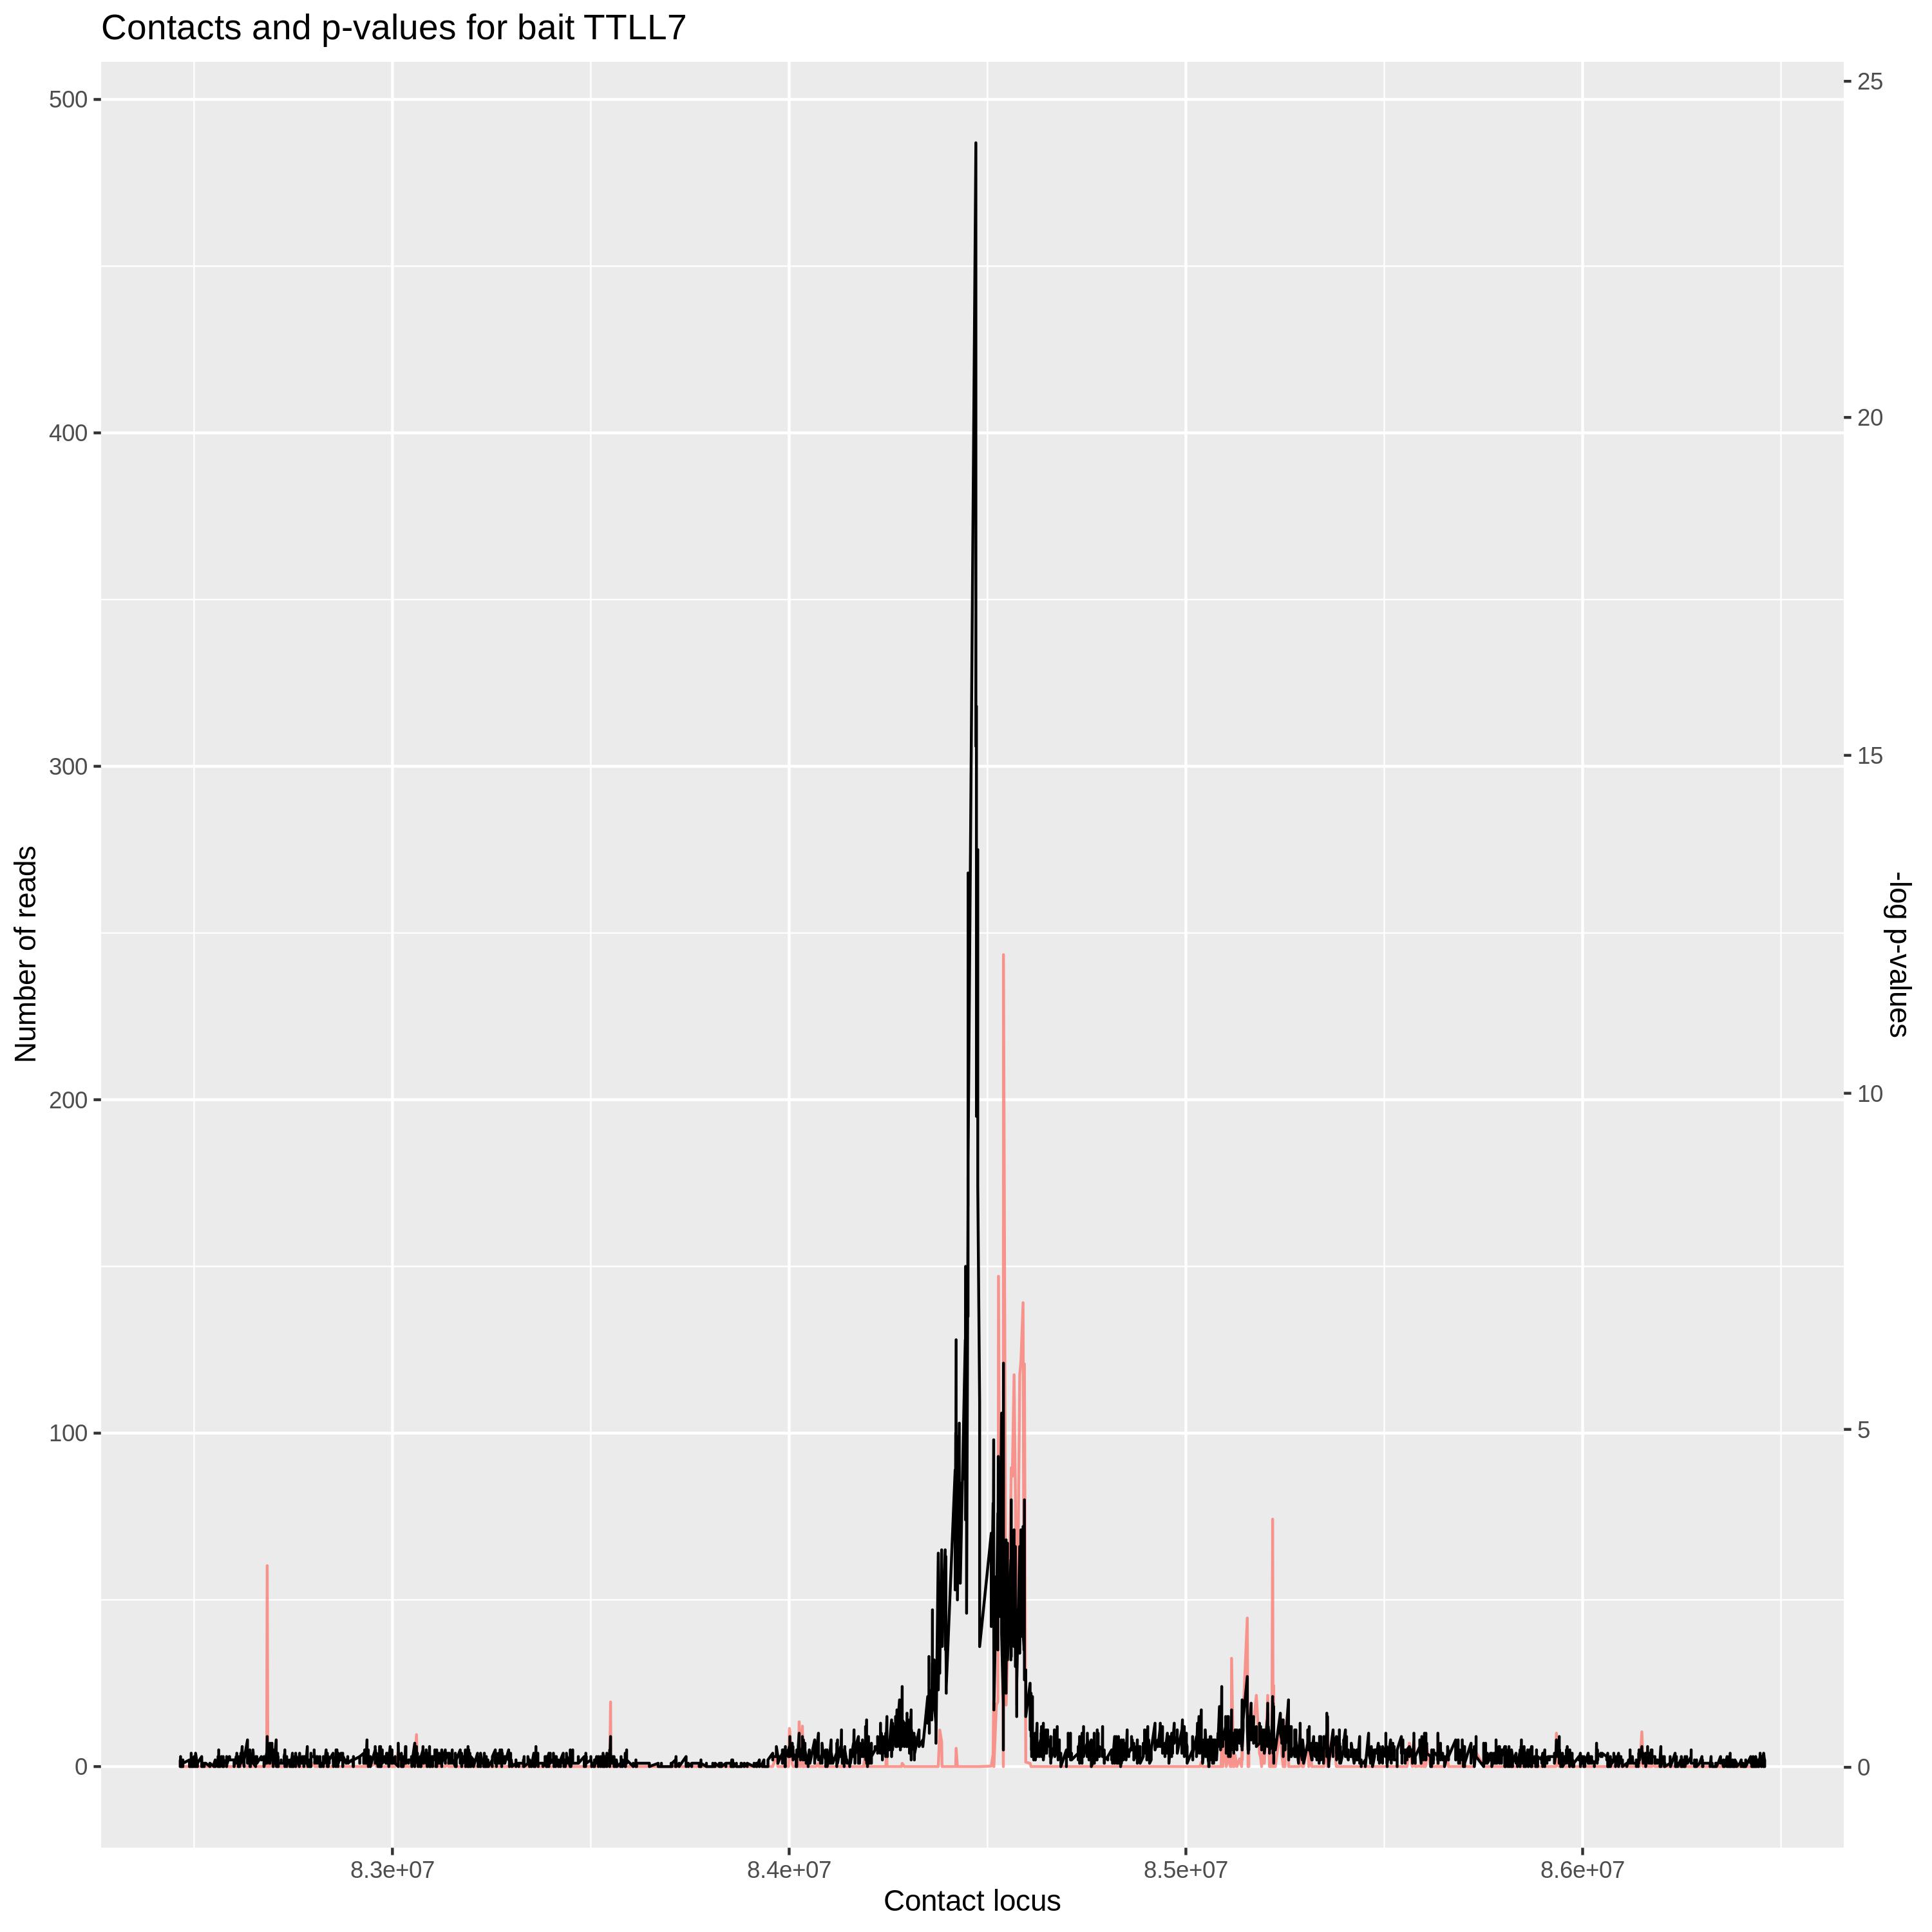 Contacts and p-values for bait TTLL7
500
400
300
200
100
0
25
20
15
10
5
0
Number of reads
-log p-values
8.3e+07
8.4e+07
8.5e+07
8.6e+07
Contact locus